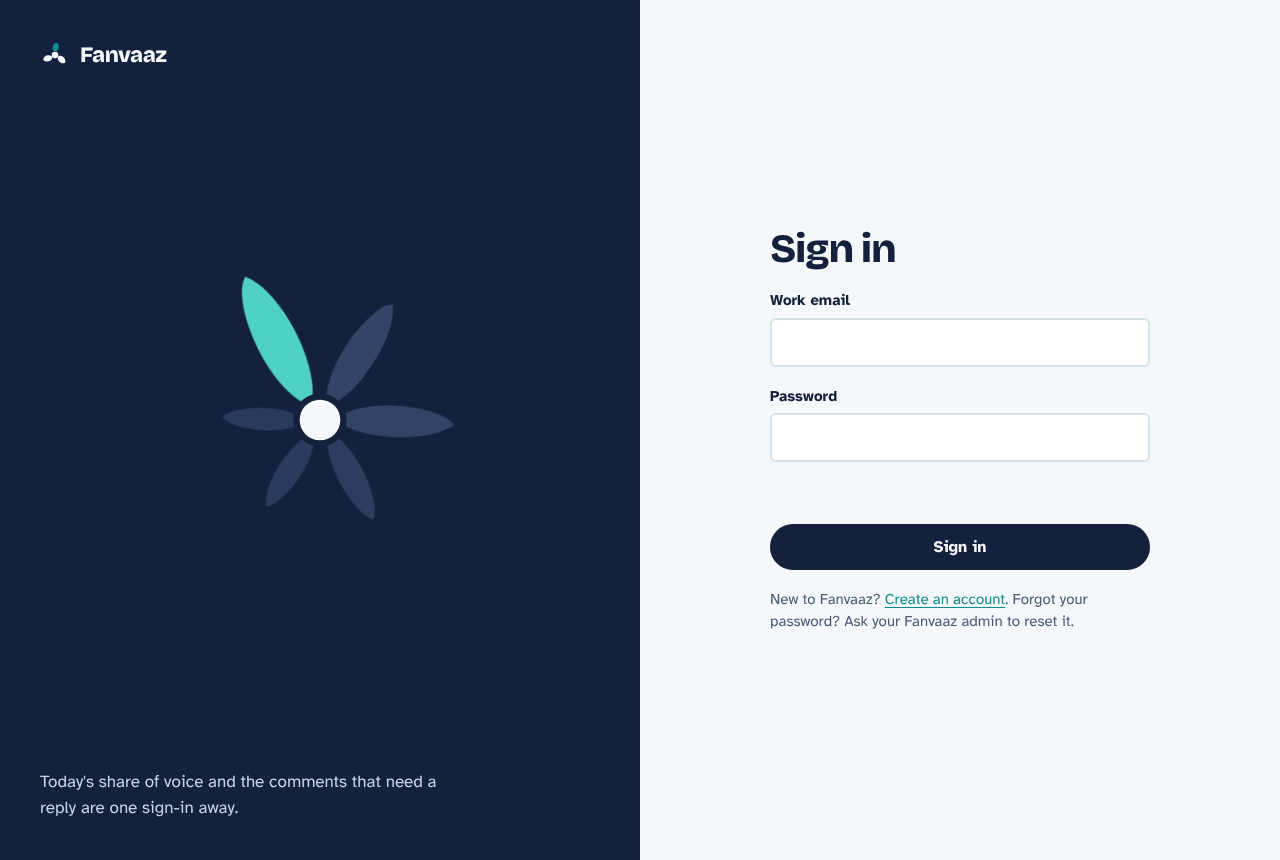 Fanvaaz
Today's share of voice and the comments that need a
reply are one sign-in away.
Sign in
Work email
Password
Sign in
New to Fanvaaz? Create an account. Forgot your
password? Ask your Fanvaaz admin to reset it.